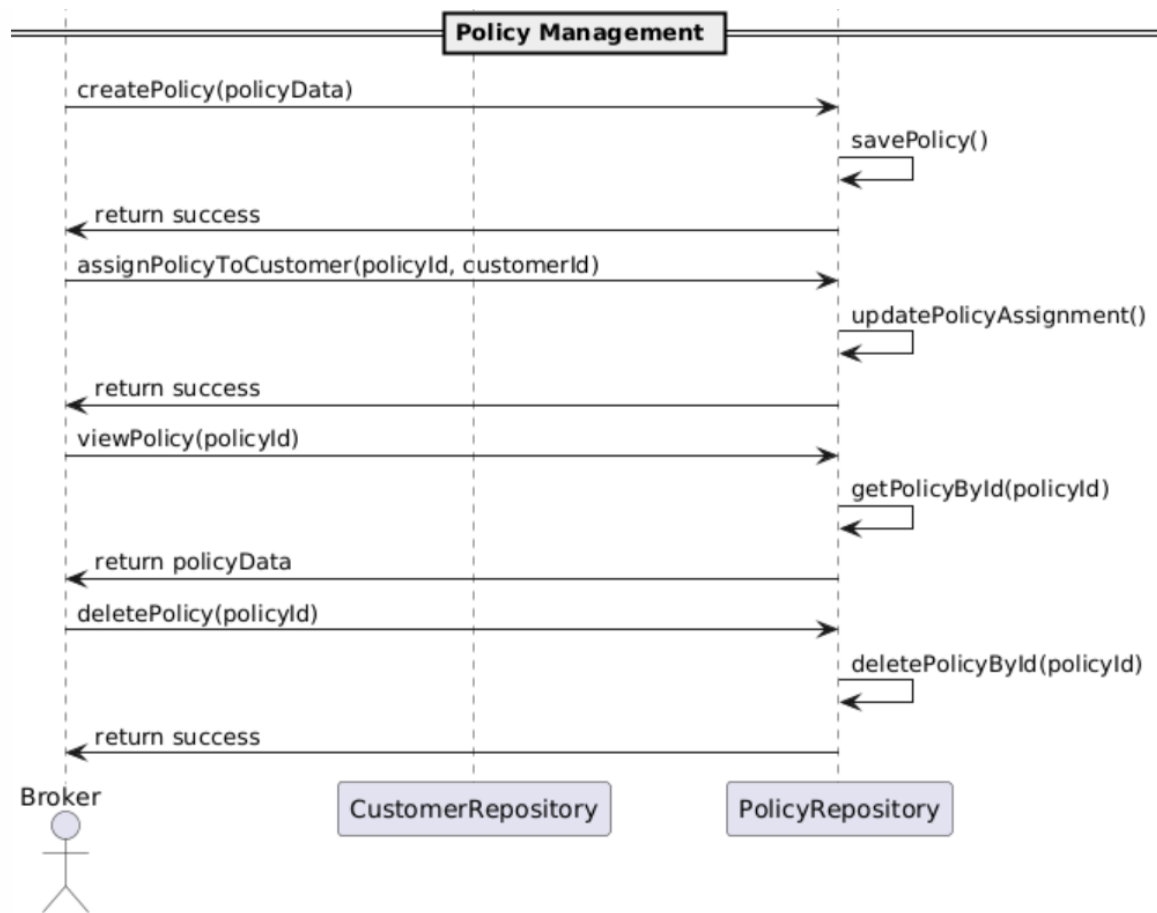 Policy Management
createPolicy(policyData)
savePolicy()
return success
assignPolicyToCustomer(policyId, customerId)
updatePolicyAssignment()
return success
viewPolicy(policyId)
getPolicyById(policyId)
return policyData
deletePolicy(policyId)
deletePolicyById(policyId)
return success
Broker
CustomerRepository
PolicyRepository